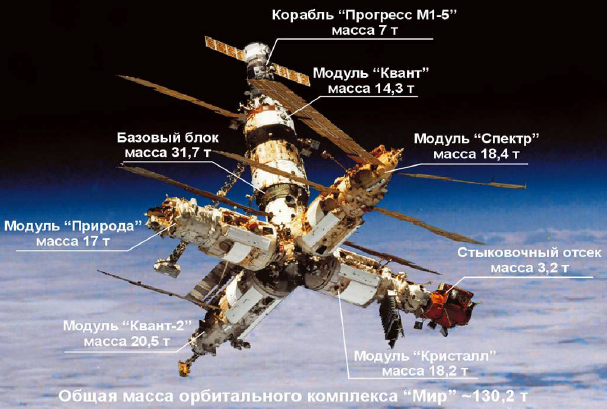 Корабль “Прогресс М1-5”
масса 7 т
Модуль “Квант”
масса 14,3 т
Базовый блок
масса 31,7 т
Модуль “Спектр”
масса 18,4 т
Модуль “Природа”
масса 17 т
Стыковочный отсек
масса 3,2 т
Модуль “Квант-2”
масса 20,5 т
Модуль “Кристалл”
масса 18,2 т
Общая масса орбитального комплекса “Мир” ~130,2 т